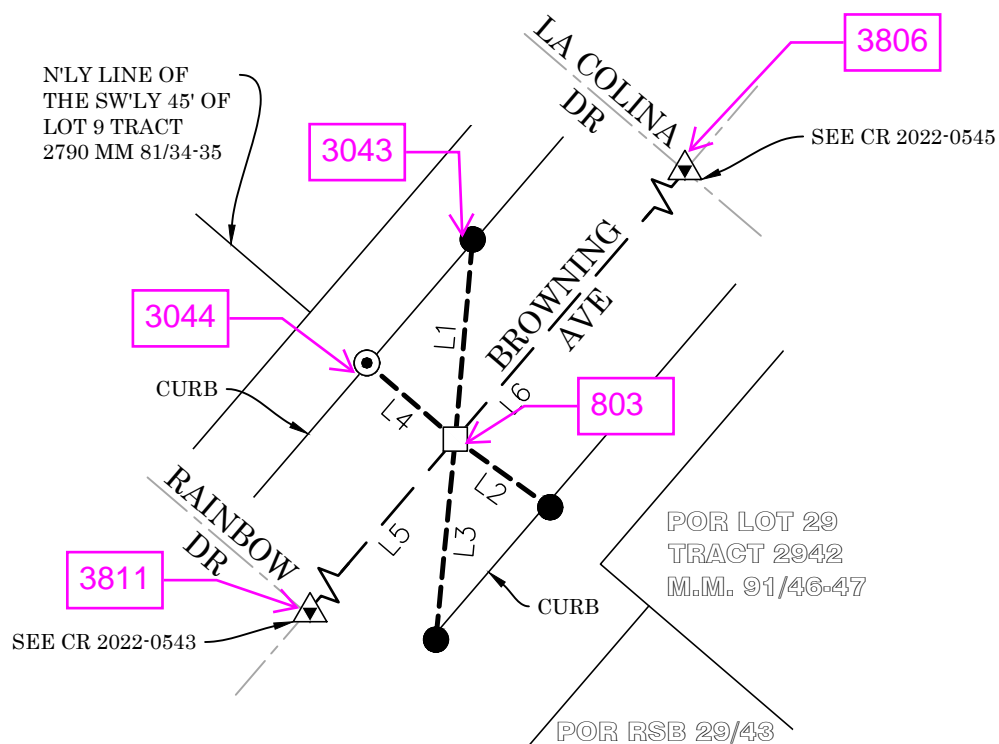 LA COLINA
DR
3806
N'LY LINE OF
THE SW'LY 45' OF
LOT 9 TRACT
2790 MM 81/34-35
3043
SEE CR 2022-0545
BROWNING
AVE
3044
L1
CURB
L4
L6
803
RAINBOW
DR
L5
L3
L2
POR LOT 29
TRACT 2942
M.M. 91/46-47
3811
CURB
SEE CR 2022-0543
POR RSB 29/43